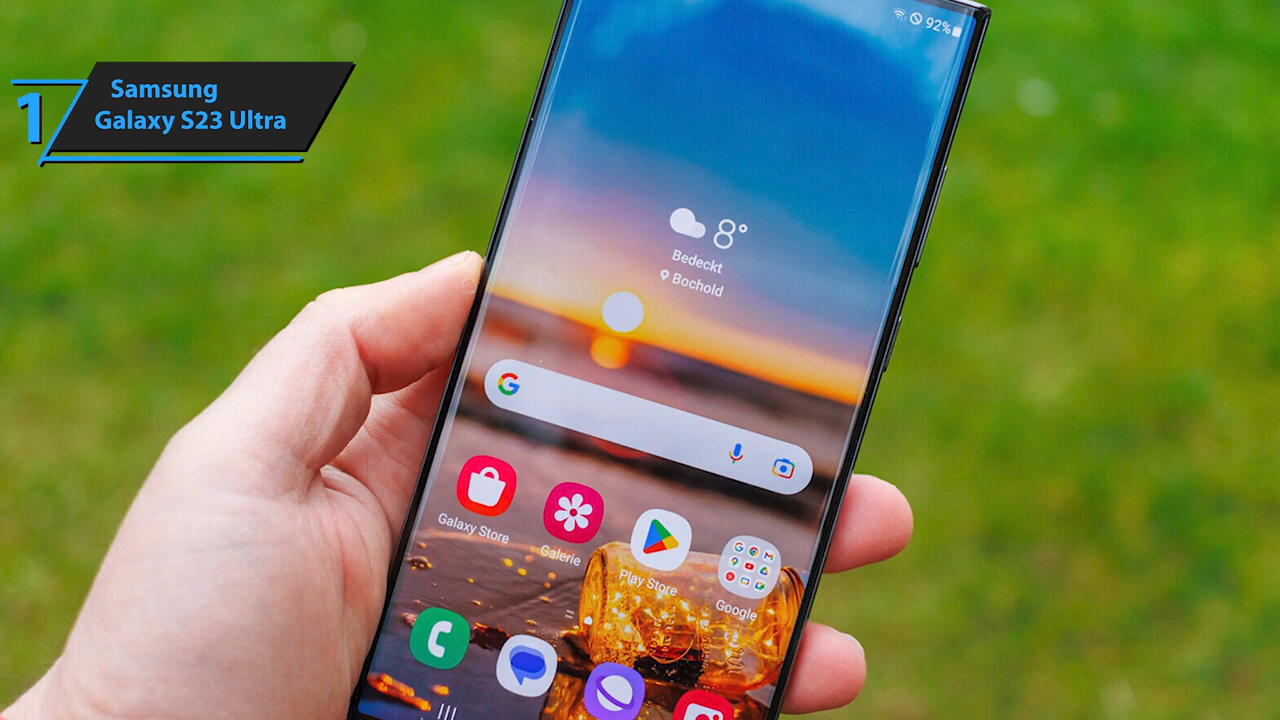 1
Samsung
Galaxy S23 Ultra
92%
8°
Bedeckt
Bochold
Galaxy Store
Galerie
Play Store
Google